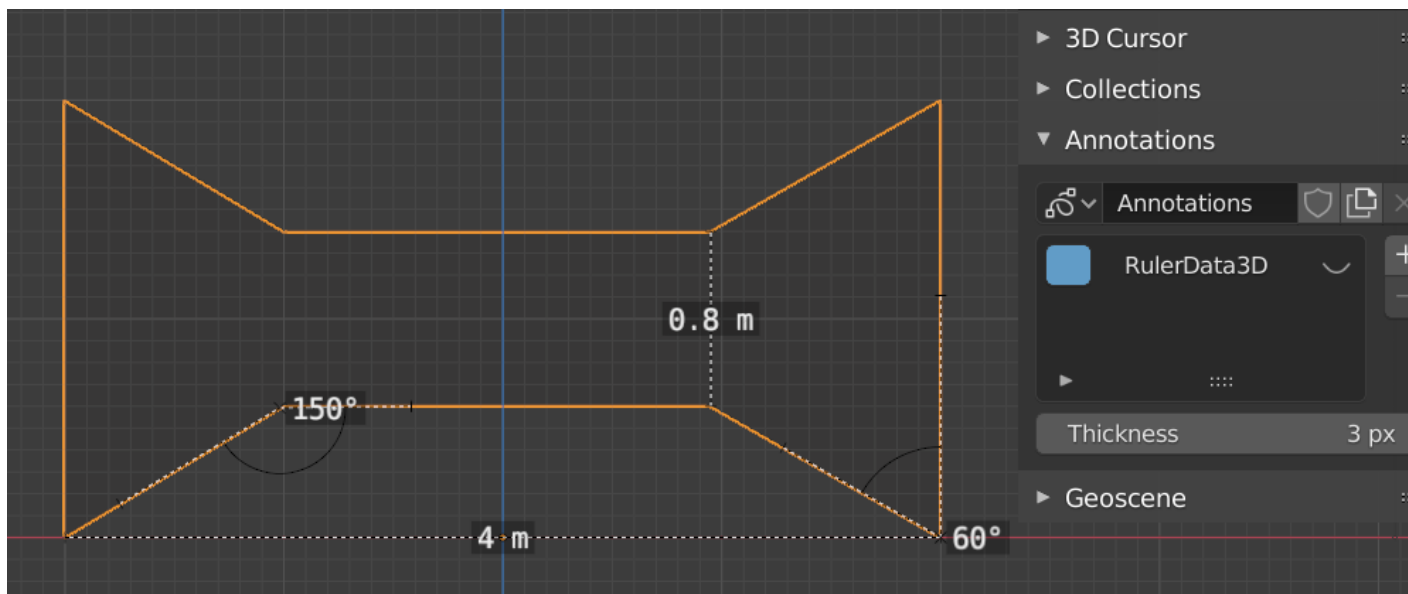 3D Cursor
Collections
Annotations
Annotations
RulerData3D
Thickness 3 px
Geoscene
0.8 m
150°
4 m
60°